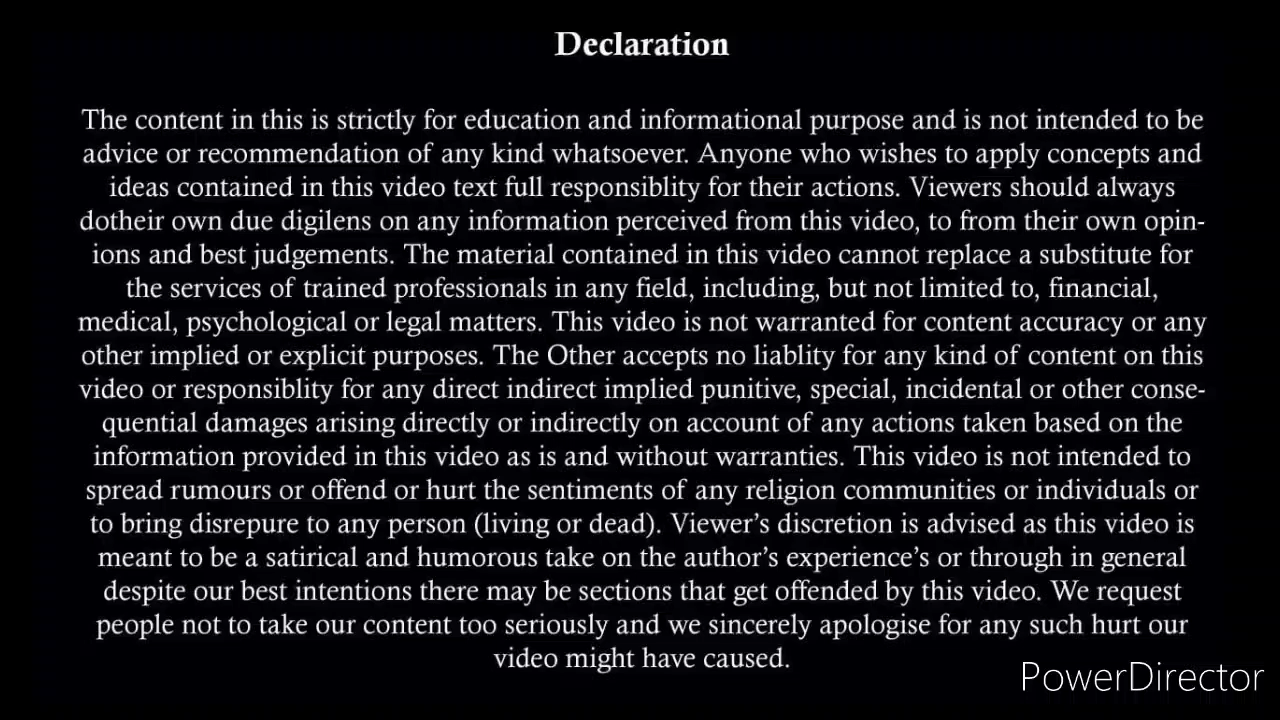 Declaration
The content in this is strictly for education and informational purpose and is not intended to be
advice or recommendation of any kind whatsoever. Anyone who wishes to apply concepts and
ideas contained in this video text full responsiblity for their actions. Viewers should always
dotheir own due digilens on any information perceived from this video, to from their own opin-
ions and best judgements. The material contained in this video cannot replace a substitute for
the services of trained professionals in any field, including, but not limited to, financial,
medical, psychological or legal matters. This video is not warranted for content accuracy or any
other implied or explicit purposes. The Other accepts no liablity for any kind of content on this
video or responsiblity for any direct indirect implied punitive, special, incidental or other conse-
quential damages arising directly or indirectly on account of any actions taken based on the
information provided in this video as is and without warranties. This video is not intended to
spread rumours or offend or hurt the sentiments of any religion communities or individuals or
to bring disrepure to any person (living or dead). Viewer’s discretion is advised as this video is
meant to be a satirical and humorous take on the author’s experience’s or through in general
despite our best intentions there may be sections that get offended by this video. We request
people not to take our content too seriously and we sincerely apologise for any such hurt our
video might have caused.
PowerDirector